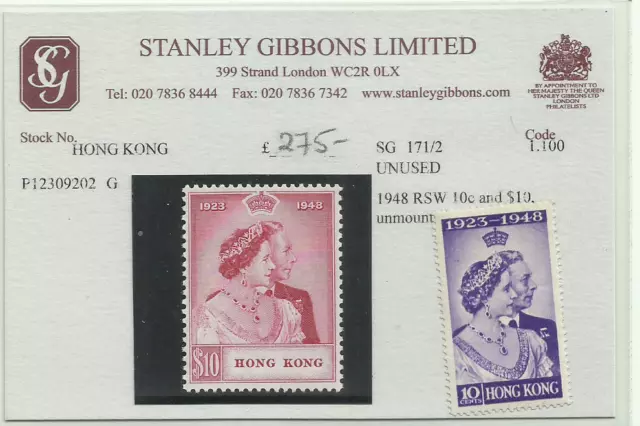 SG
STANLEY GIBBONS LIMITED
399 Strand London WC2R 0LX
Tel: 020 7836 8444 Fax: 020 7836 7342 www.stanleygibbons.com
BY APPOINTMENT TO
HER MAJESTY THE QUEEN
STANLEY GIBBONS LTD
LONDON
PHILATELISTS
Stock No.
HONG KONG
£ 275-
SG 171/2
Code
1.100
UNUSED
P12309202 G
1948 RSW 10c and $10,
unmount
1923 1948
$10 HONG KONG
1923-1948
10 CENTS HONG KONG